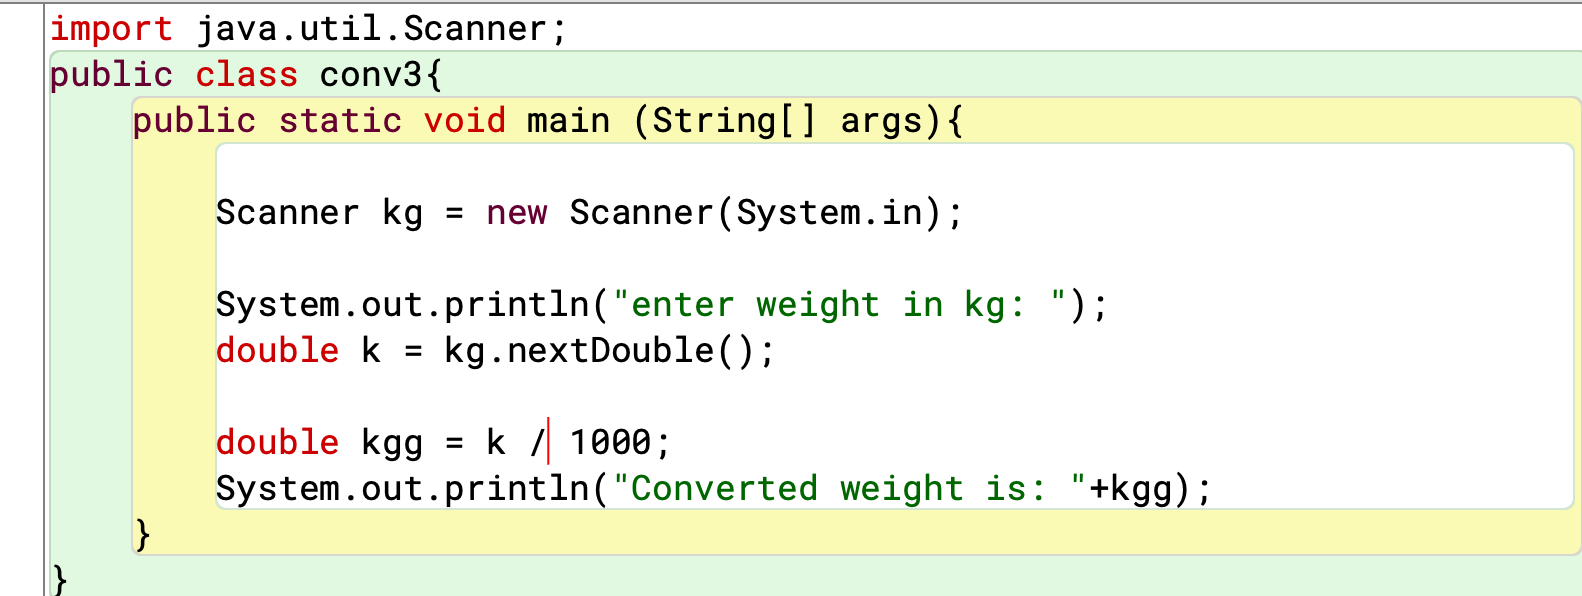 import java.util.Scanner;
public class conv3{
public static void main (String[] args){
Scanner kg = new Scanner(System.in);
System.out.println("enter weight in kg: ");
double k = kg.nextDouble();
double kgg = k / 1000;
System.out.println("Converted weight is: "+kgg);
}
}